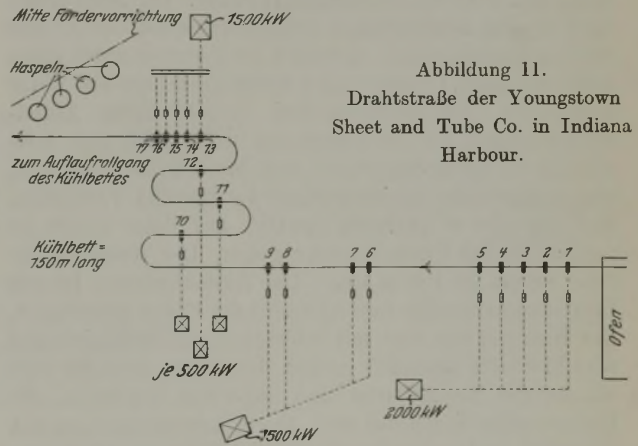 Mitte Fördervorrichtung
1500 kW
Haspeln
Abbildung 11.
Drahtstraße der Youngstown
Sheet and Tube Co. in Indiana
Harbour.
17 16 15 14 13
zum Auflaufrollgang
des Kühlbettes
12
11
10
Kühlbett =
150 m lang
9 8 7 6 5 4 3 2 1
Ofen
je 500 kW
2000 kW
1500 kW